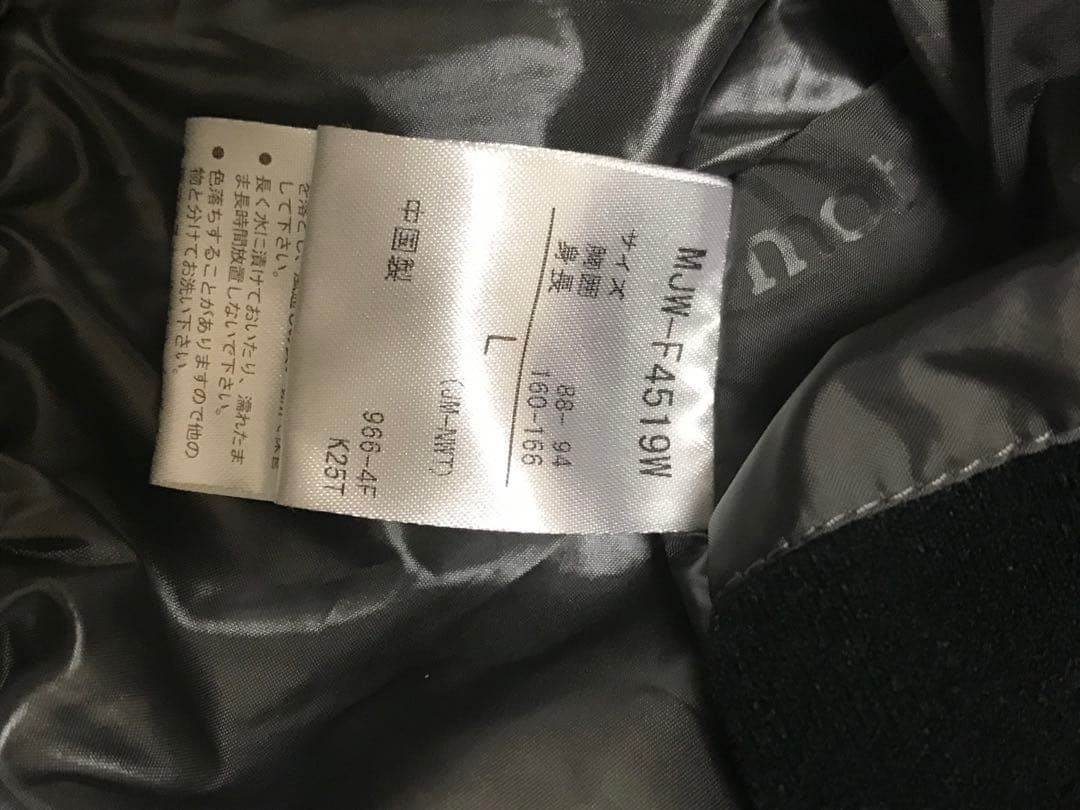 MJW-F4519W
サイズ
胸囲 88- 94
身長 160-166
L
(JM-NWT)
中国製
966-4F
K25T
して下さい。
● 長く水に漬けておいたり、濡れたま
ま長時間放置しないで下さい。
● 色落ちすることがありますので他の
物と分けてお洗い下さい。